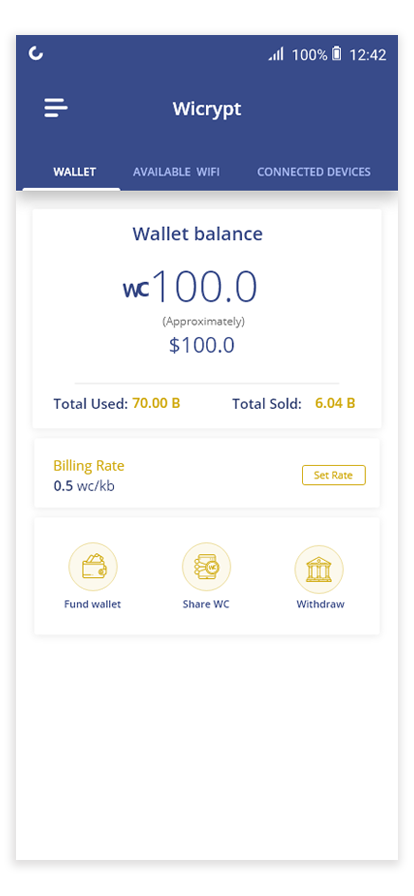 100% 12:42
Wicrypt
WALLET AVAILABLE WIFI CONNECTED DEVICES
Wallet balance
WC100.0
(Approximately)
$100.0
Total Used: 70.00 B Total Sold: 6.04 B
Billing Rate
0.5 wc/kb
Set Rate
WC
Fund wallet Share WC Withdraw